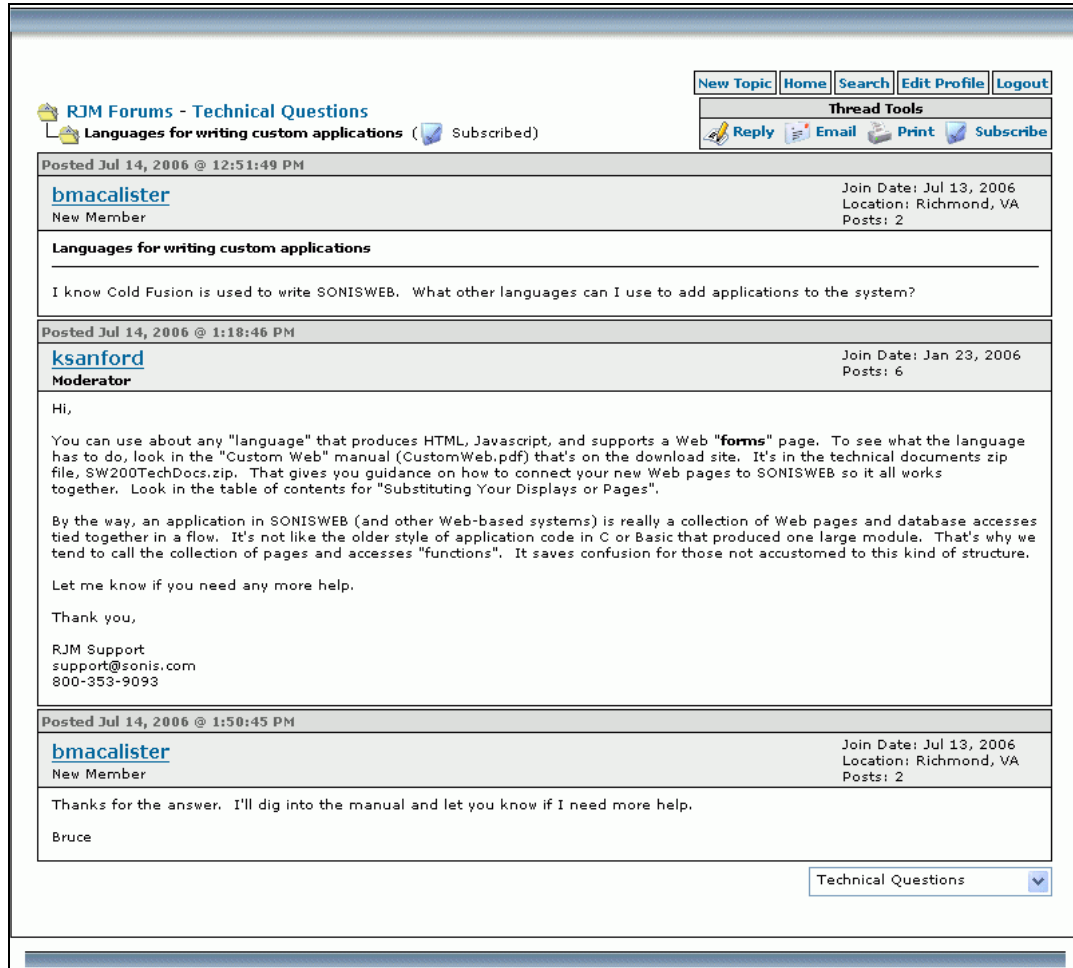 New Topic Home Search Edit Profile Logout
RJM Forums - Technical Questions
Thread Tools
Languages for writing custom applications ( Subscribed)
Reply Email Print Subscribe
Posted Jul 14, 2006 @ 12:51:49 PM
bmacalister
New Member
Join Date: Jul 13, 2006
Location: Richmond, VA
Posts: 2
Languages for writing custom applications
I know Cold Fusion is used to write SONISWEB. What other languages can I use to add applications to the system?
Posted Jul 14, 2006 @ 1:18:46 PM
ksanford
Moderator
Join Date: Jan 23, 2006
Posts: 6
Hi,
You can use about any "language" that produces HTML, Javascript, and supports a Web "forms" page. To see what the language
has to do, look in the "Custom Web" manual (CustomWeb.pdf) that's on the download site. It's in the technical documents zip
file, SW200TechDocs.zip. That gives you guidance on how to connect your new Web pages to SONISWEB so it all works
together. Look in the table of contents for "Substituting Your Displays or Pages".
By the way, an application in SONISWEB (and other Web-based systems) is really a collection of Web pages and database accesses
tied together in a flow. It's not like the older style of application code in C or Basic that produced one large module. That's why we
tend to call the collection of pages and accesses "functions". It saves confusion for those not accustomed to this kind of structure.
Let me know if you need any more help.
Thank you,
RJM Support
support@sonis.com
800-353-9093
Posted Jul 14, 2006 @ 1:50:45 PM
bmacalister
New Member
Join Date: Jul 13, 2006
Location: Richmond, VA
Posts: 2
Thanks for the answer. I'll dig into the manual and let you know if I need more help.
Bruce
Technical Questions